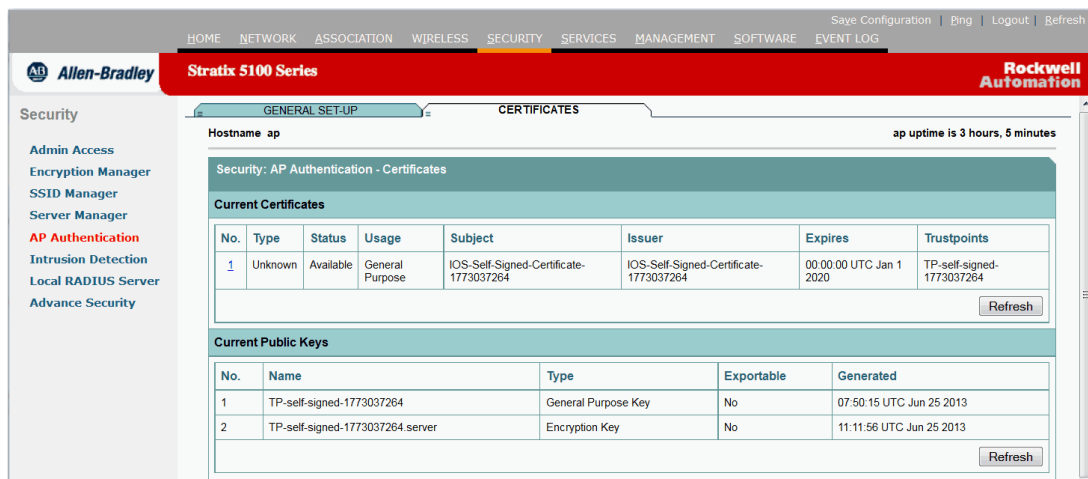 Save Configuration | Ping | Logout | Refresh
HOME NETWORK ASSOCIATION WIRELESS SECURITY SERVICES MANAGEMENT SOFTWARE EVENT LOG
AB Allen-Bradley
Stratix 5100 Series
Rockwell
Automation
Security
Admin Access
Encryption Manager
SSID Manager
Server Manager
AP Authentication
Intrusion Detection
Local RADIUS Server
Advance Security
GENERAL SET-UP CERTIFICATES
Hostname ap ap uptime is 3 hours, 5 minutes
Security: AP Authentication - Certificates
Current Certificates
No. Type Status Usage Subject Issuer Expires Trustpoints
1 Unknown Available General Purpose IOS-Self-Signed-Certificate-1773037264 IOS-Self-Signed-Certificate-1773037264 00:00:00 UTC Jan 1 2020 TP-self-signed-1773037264
Refresh
Current Public Keys
No. Name Type Exportable Generated
1 TP-self-signed-1773037264 General Purpose Key No 07:50:15 UTC Jun 25 2013
2 TP-self-signed-1773037264.server Encryption Key No 11:11:56 UTC Jun 25 2013
Refresh